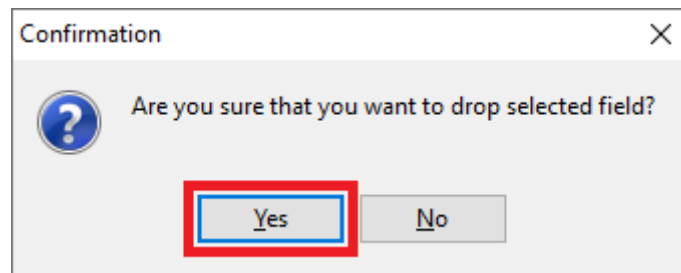 Confirmation
Are you sure that you want to drop selected field?
Yes
No